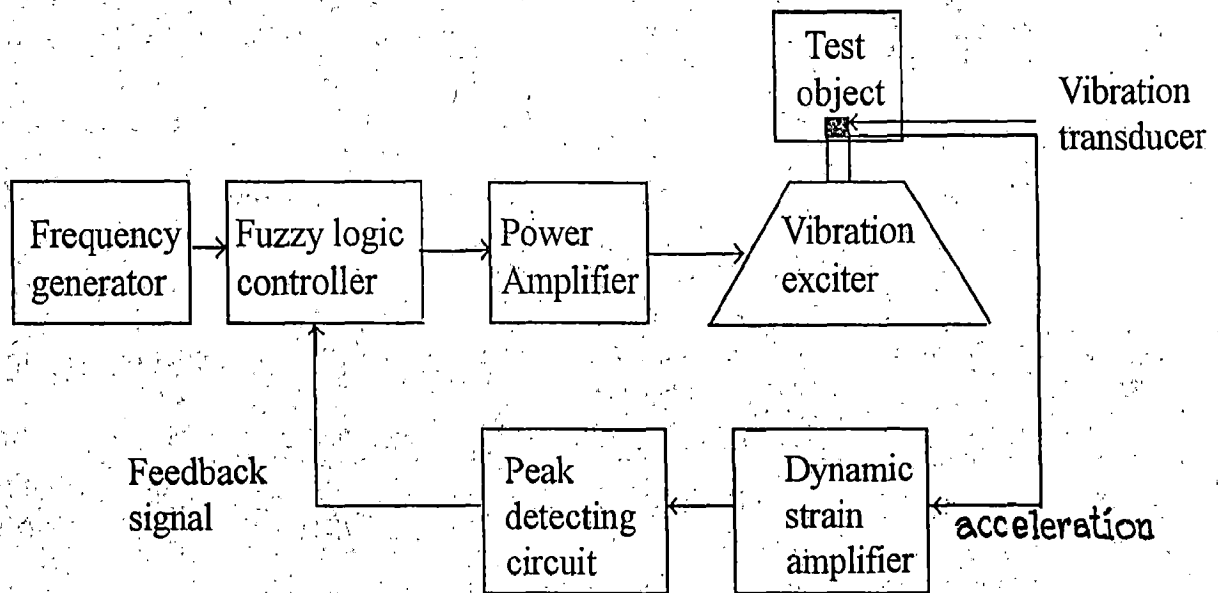 Test
object
Vibration
transducer
Frequency
generator
Fuzzy logic
controller
Power
Amplifier
Vibration
exciter
Feedback
signal
Peak
detecting
circuit
Dynamic
strain
amplifier
acceleration